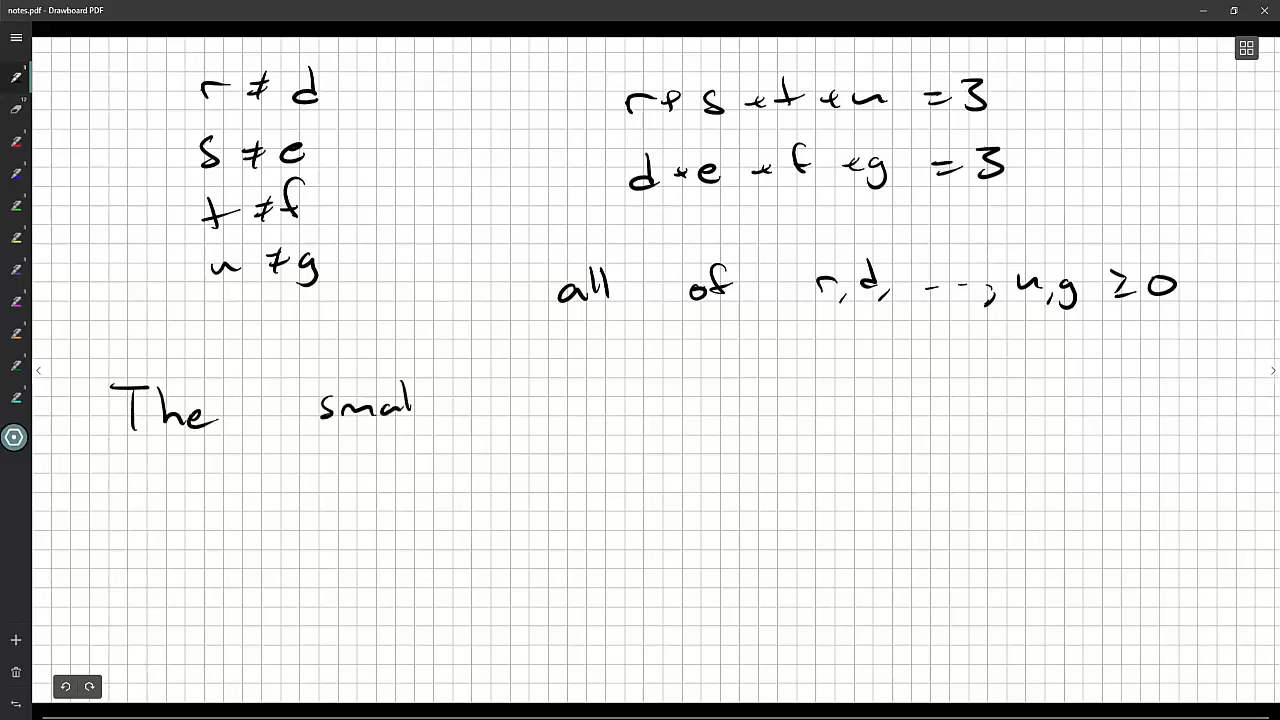 notes.pdf - Drawboard PDF
r ≠ d
r + s + t + u = 3
s ≠ e
d + e + f + g = 3
t ≠ f
u ≠ g
all of r, d, - - -, u, g ≥ 0
The smal